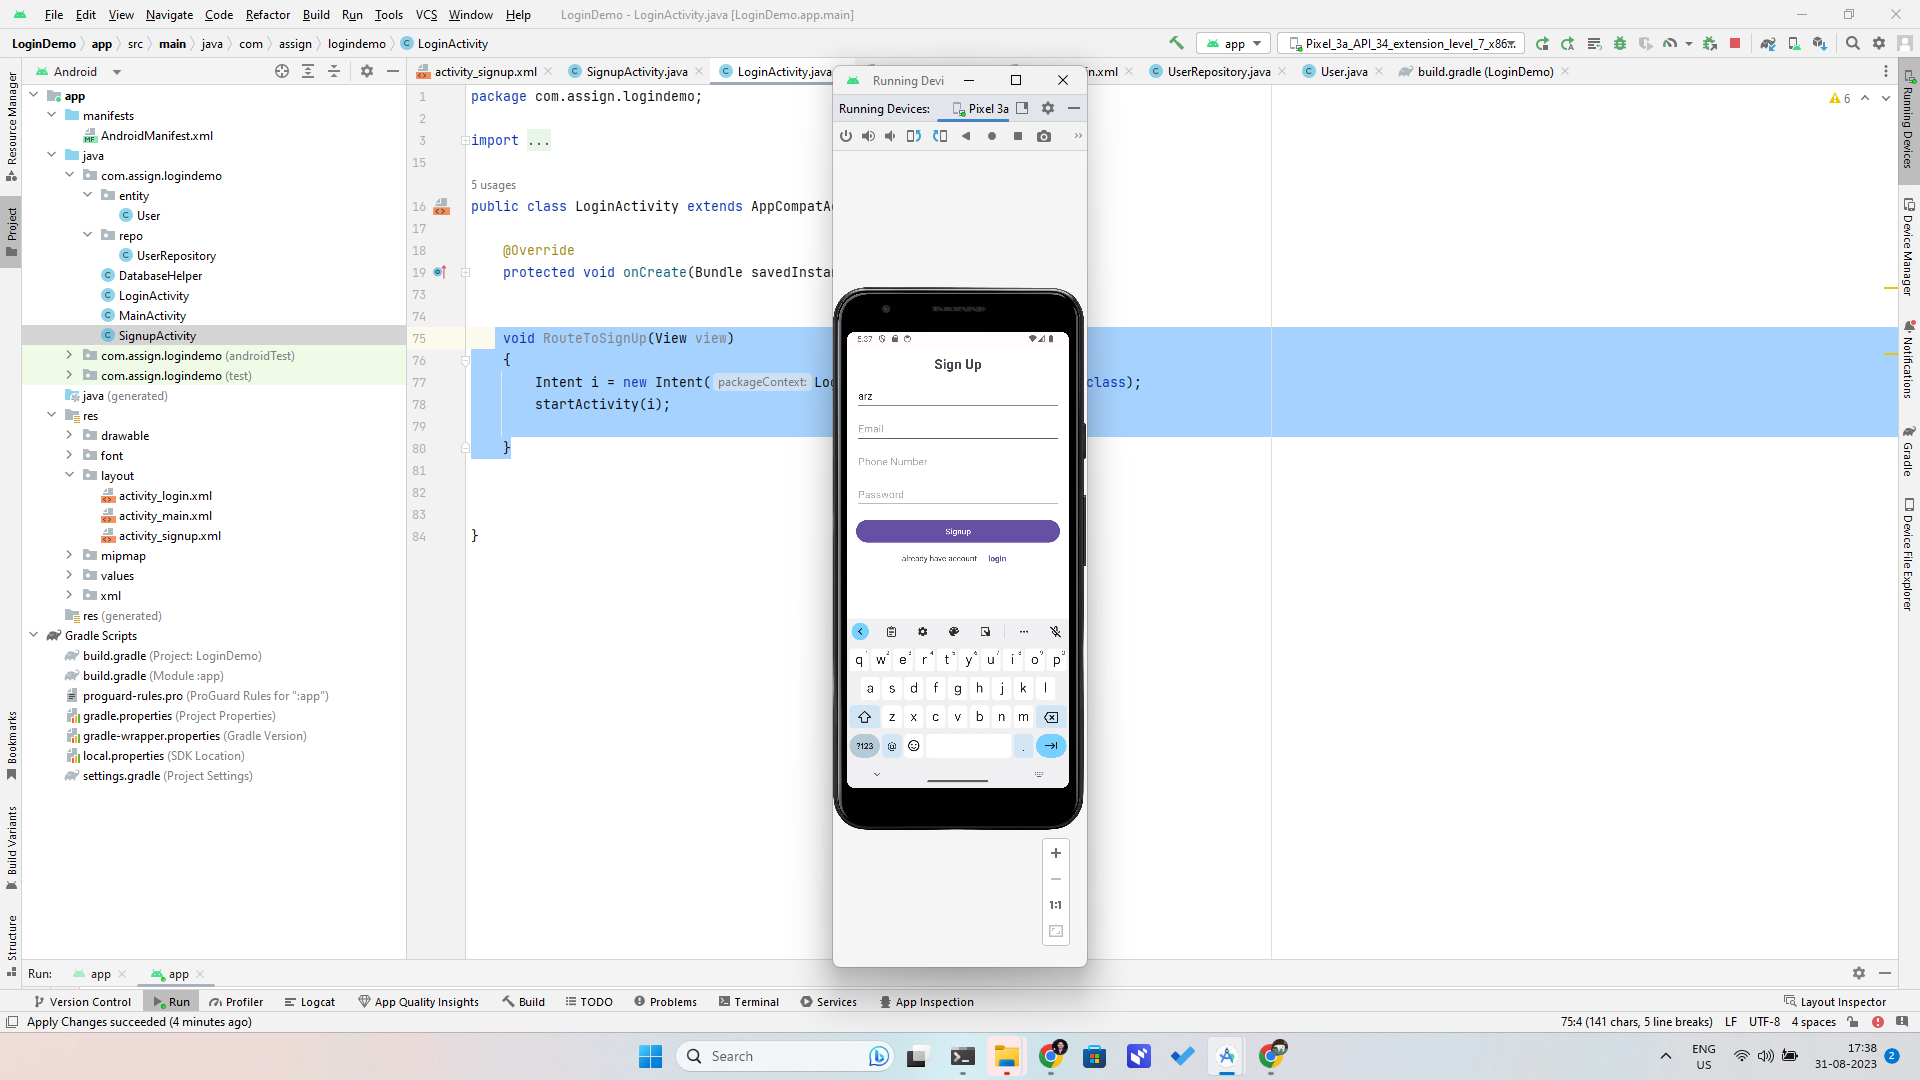 File Edit View Navigate Code Refactor Build Run Tools VCS Window Help LoginDemo - LoginActivity.java [LoginDemo.app.main]
LoginDemo app src main java com assign logindemo LoginActivity app Pixel_3a_API_34_extension_level_7_x86...
Android
activity_signup.xml SignupActivity.java LoginActivity.java n.xml UserRepository.java User.java build.gradle (LoginDemo)
Resource Manager
Project
Bookmarks
Build Variants
Structure
app
manifests
AndroidManifest.xml
java
com.assign.logindemo
entity
User
repo
UserRepository
DatabaseHelper
LoginActivity
MainActivity
SignupActivity
com.assign.logindemo (androidTest)
com.assign.logindemo (test)
java (generated)
res
drawable
font
layout
activity_login.xml
activity_main.xml
activity_signup.xml
mipmap
values
xml
res (generated)
Gradle Scripts
build.gradle (Project: LoginDemo)
build.gradle (Module :app)
proguard-rules.pro (ProGuard Rules for ":app")
gradle.properties (Project Properties)
gradle-wrapper.properties (Gradle Version)
local.properties (SDK Location)
settings.gradle (Project Settings)
1 package com.assign.logindemo;
2
3 import ...
15
5 usages
16 public class LoginActivity extends AppCompatAc
17
18 @Override
19 protected void onCreate(Bundle savedInstan
73
74
75 void RouteToSignUp(View view)
76 {
77 Intent i = new Intent( packageContext: Log class);
78 startActivity(i);
79
80 }
81
82
83
84 }
6
Running Devi
Running Devices: Pixel 3a
5:37
Sign Up
arz
Email
Phone Number
Password
Signup
already have account login
q w e r t y u i o p
1 2 3 4 5 6 7 8 9 0
a s d f g h j k l
z x c v b n m
?123 @ .
1:1
Running Devices
Device Manager
Notifications
Gradle
Device File Explorer
Run: app app
Version Control Run Profiler Logcat App Quality Insights Build TODO Problems Terminal Services App Inspection Layout Inspector
Apply Changes succeeded (4 minutes ago) 75:4 (141 chars, 5 line breaks) LF UTF-8 4 spaces
Search
ENG
US
17:38
31-08-2023
2